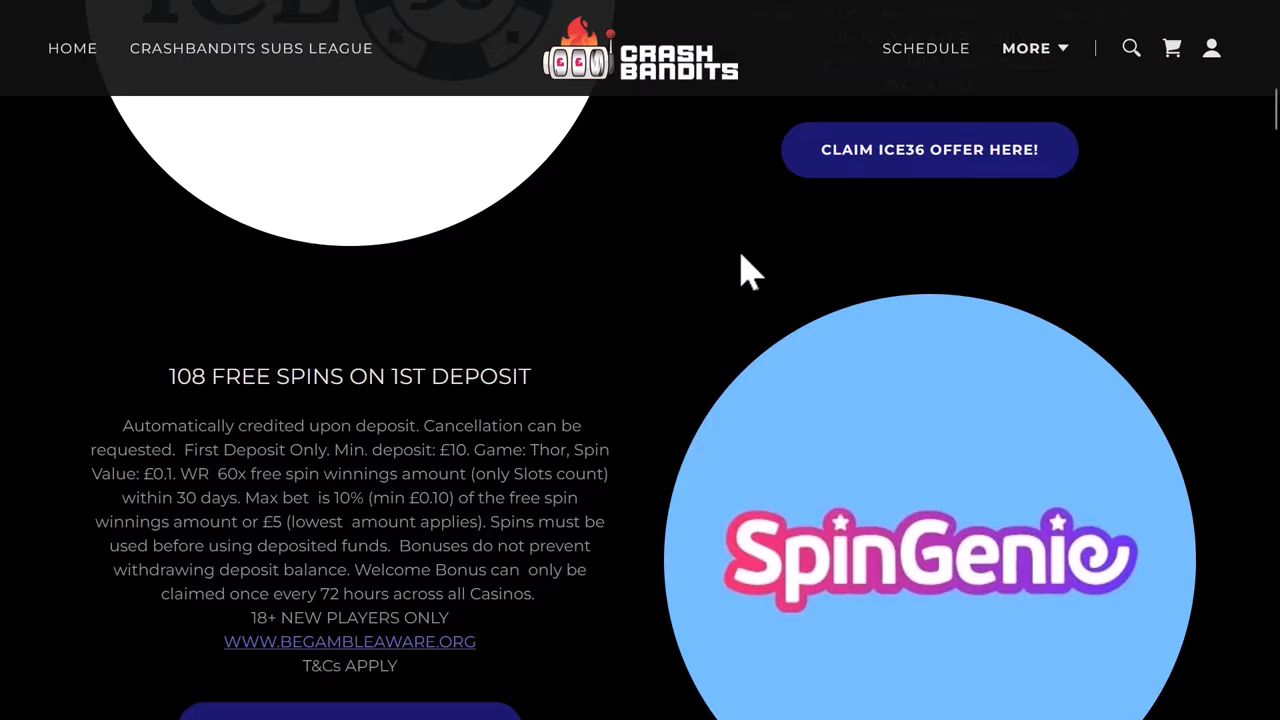 HOME
CRASHBANDITS SUBS LEAGUE
CRASH
BANDITS
SCHEDULE
MORE
CLAIM ICE36 OFFER HERE!
108 FREE SPINS ON 1ST DEPOSIT
Automatically credited upon deposit. Cancellation can be
requested.  First Deposit Only. Min. deposit: £10. Game: Thor, Spin
Value: £0.1. WR  60x free spin winnings amount (only Slots count)
within 30 days. Max bet  is 10% (min £0.10) of the free spin
winnings amount or £5 (lowest  amount applies). Spins must be
used before using deposited funds.  Bonuses do not prevent
withdrawing deposit balance. Welcome Bonus can  only be
claimed once every 72 hours across all Casinos.
18+ NEW PLAYERS ONLY
WWW.BEGAMBLEAWARE.ORG
T&Cs APPLY
SpinGenie